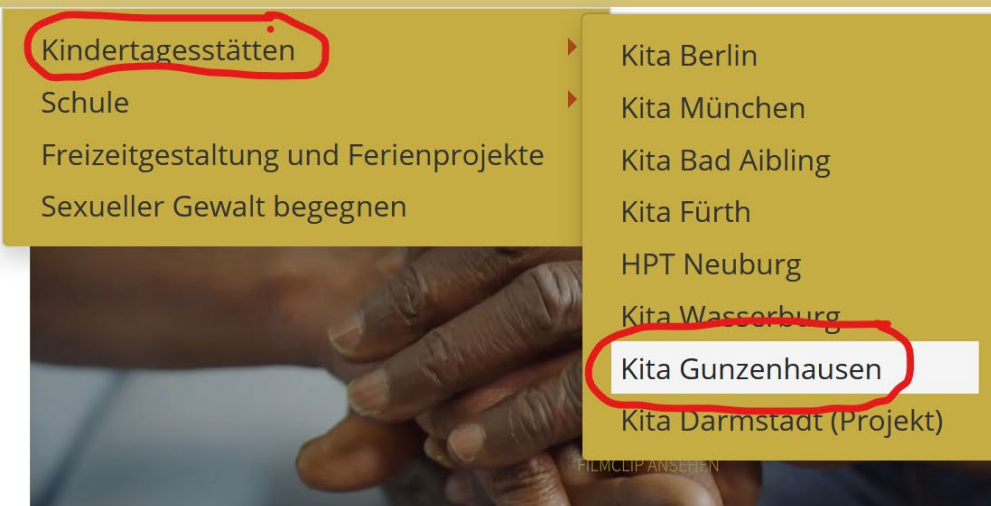 Kindertagesstätten
Schule
Freizeitgestaltung und Ferienprojekte
Sexueller Gewalt begegnen
Kita Berlin
Kita München
Kita Bad Aibling
Kita Fürth
HPT Neuburg
Kita Wasserburg
Kita Gunzenhausen
Kita Darmstadt (Projekt)
FILMCLIP ANSEHEN